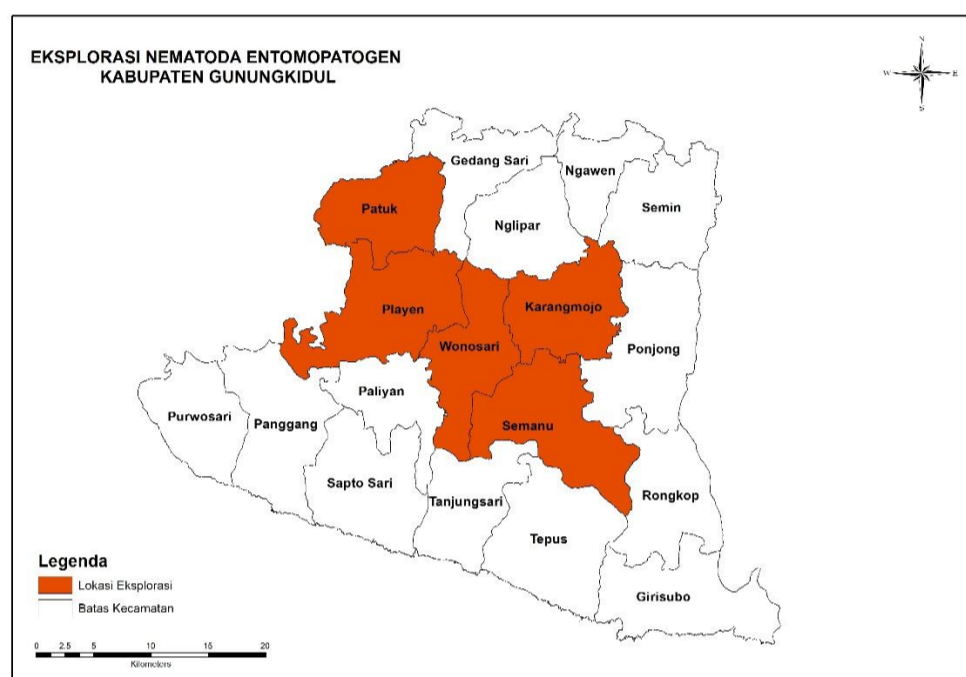 EKSPLORASI NEMATODA ENTOMOPATOGEN
KABUPATEN GUNUNGKIDUL
N
W E
S
Gedang Sari
Ngawen
Semin
Patuk
Nglipar
Playen
Karangmojo
Wonosari
Ponjong
Paliyan
Purwosari
Panggang
Semanu
Sapto Sari
Tanjungsari
Rongkop
Tepus
Girisubo
Legenda
Lokasi Eksplorasi
Batas Kecamatan
0 2.5 5 10 15 20
Kilometers